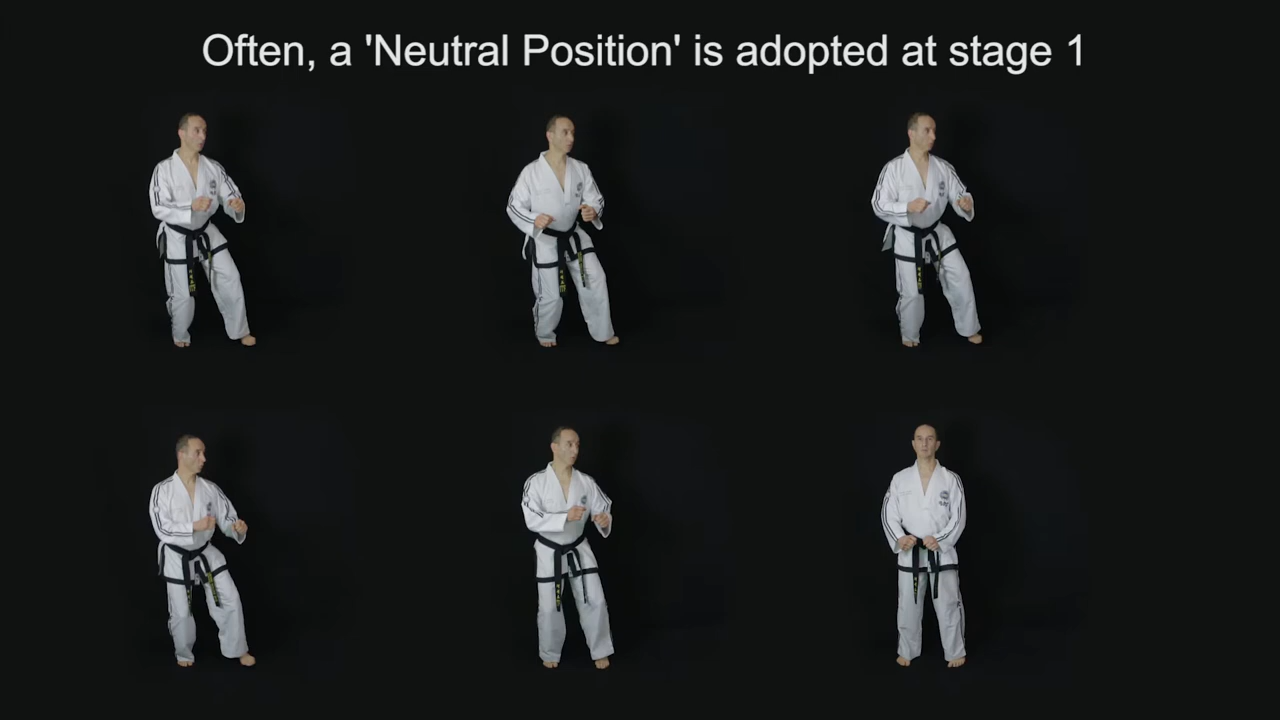 Often, a 'Neutral Position' is adopted at stage 1